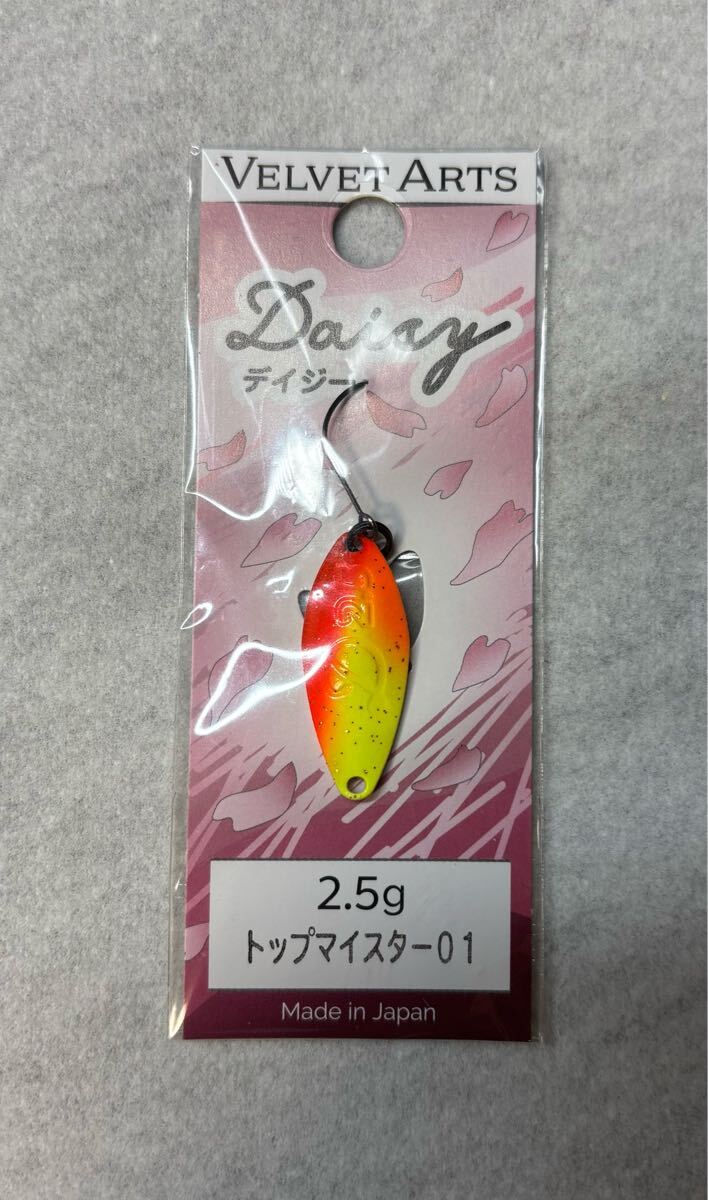 VELVET ARTS
Daisy
デイジー
2.5g
トップマイスター01
Made in Japan